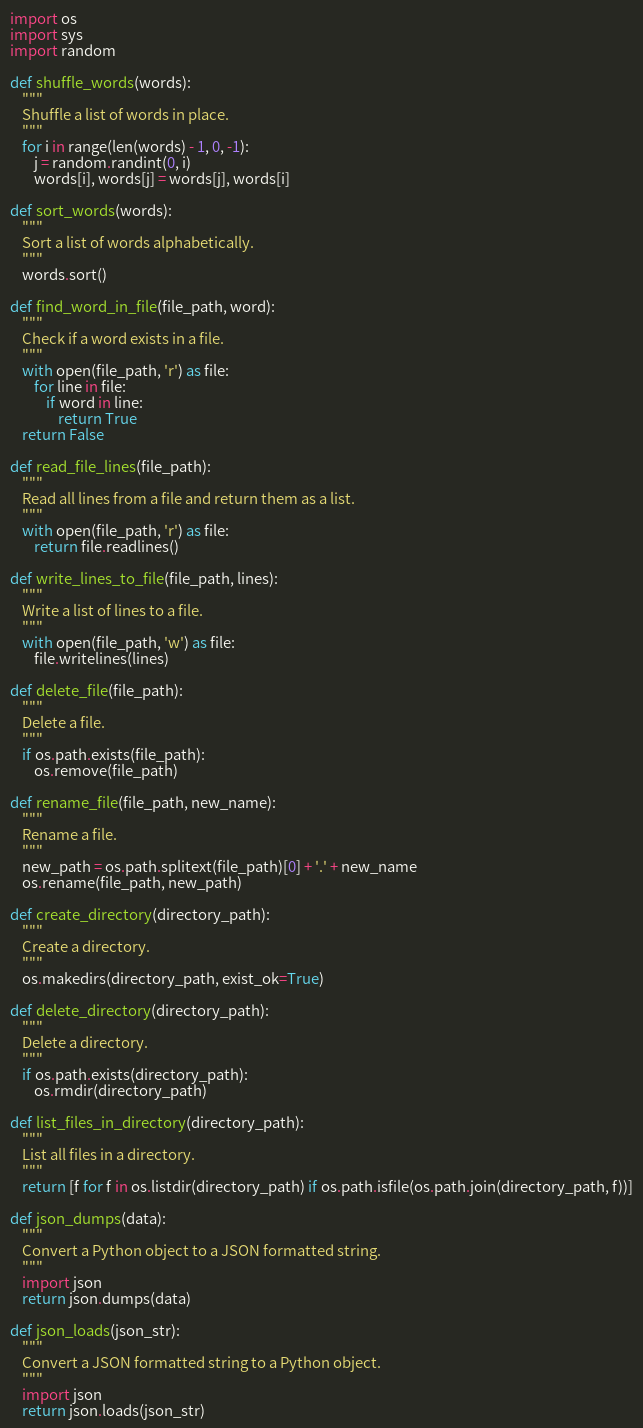 import os
import sys
import random

def shuffle_words(words):
    """
    Shuffle a list of words in place.
    """
    for i in range(len(words) - 1, 0, -1):
        j = random.randint(0, i)
        words[i], words[j] = words[j], words[i]

def sort_words(words):
    """
    Sort a list of words alphabetically.
    """
    words.sort()

def find_word_in_file(file_path, word):
    """
    Check if a word exists in a file.
    """
    with open(file_path, 'r') as file:
        for line in file:
            if word in line:
                return True
    return False

def read_file_lines(file_path):
    """
    Read all lines from a file and return them as a list.
    """
    with open(file_path, 'r') as file:
        return file.readlines()

def write_lines_to_file(file_path, lines):
    """
    Write a list of lines to a file.
    """
    with open(file_path, 'w') as file:
        file.writelines(lines)

def delete_file(file_path):
    """
    Delete a file.
    """
    if os.path.exists(file_path):
        os.remove(file_path)

def rename_file(file_path, new_name):
    """
    Rename a file.
    """
    new_path = os.path.splitext(file_path)[0] + '.' + new_name
    os.rename(file_path, new_path)

def create_directory(directory_path):
    """
    Create a directory.
    """
    os.makedirs(directory_path, exist_ok=True)

def delete_directory(directory_path):
    """
    Delete a directory.
    """
    if os.path.exists(directory_path):
        os.rmdir(directory_path)

def list_files_in_directory(directory_path):
    """
    List all files in a directory.
    """
    return [f for f in os.listdir(directory_path) if os.path.isfile(os.path.join(directory_path, f))]

def json_dumps(data):
    """
    Convert a Python object to a JSON formatted string.
    """
    import json
    return json.dumps(data)

def json_loads(json_str):
    """
    Convert a JSON formatted string to a Python object.
    """
    import json
    return json.loads(json_str)